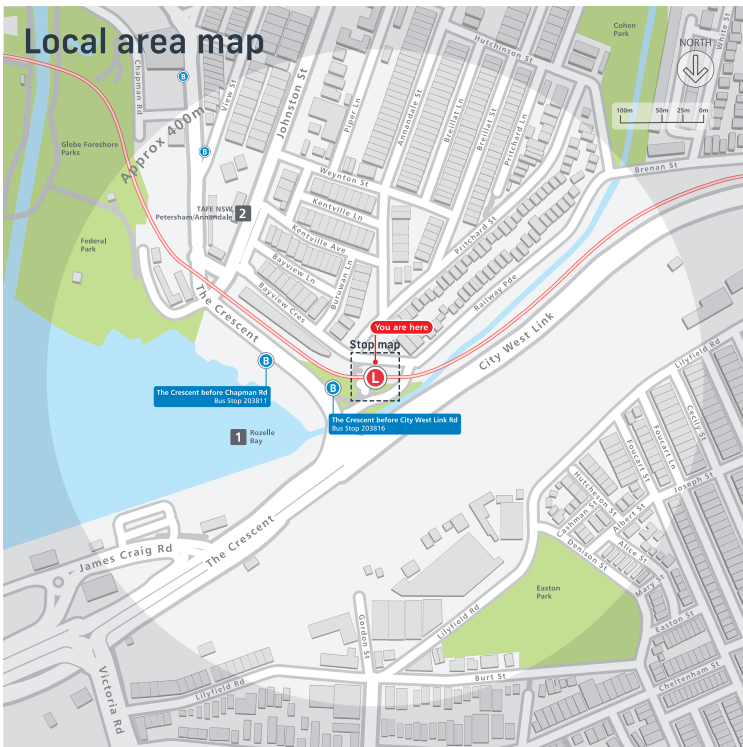 Local area map
Cohen
Park
NORTH
White St
Hutchinson St
Chapman Rd
B
View St
Johnston St
Piper Ln
Annandale St
Breillat Ln
Breillat St
Pritchard Ln
100m 50m 25m 0m
Approx 400m
B
Glebe Foreshore
Parks
Brenan St
Weynton St
TAFE NSW
Petersham/Annandale
2
Kentville Ln
Kentville Ave
Pritchard St
Federal
Park
Bayview Ln
Buruwan Ln
Bayview Cres
Railway Pde
The Crescent
City West Link
You are here
Stop map
L
B
B
The Crescent before Chapman Rd
Bus Stop 203811
The Crescent before City West Link Rd
Bus Stop 203816
1
Rozelle
Bay
Lilyfield Rd
Cecily St
Foucart Ln
Foucart St
Joseph St
Hutcheson St
Cashman St
Albert St
Alice St
Denison St
Mary St
James Craig Rd
The Crescent
Easton
Park
Easton St
Lilyfield Rd
Gordon St
Cheltenham St
Burt St
Lilyfield Rd
Victoria Rd